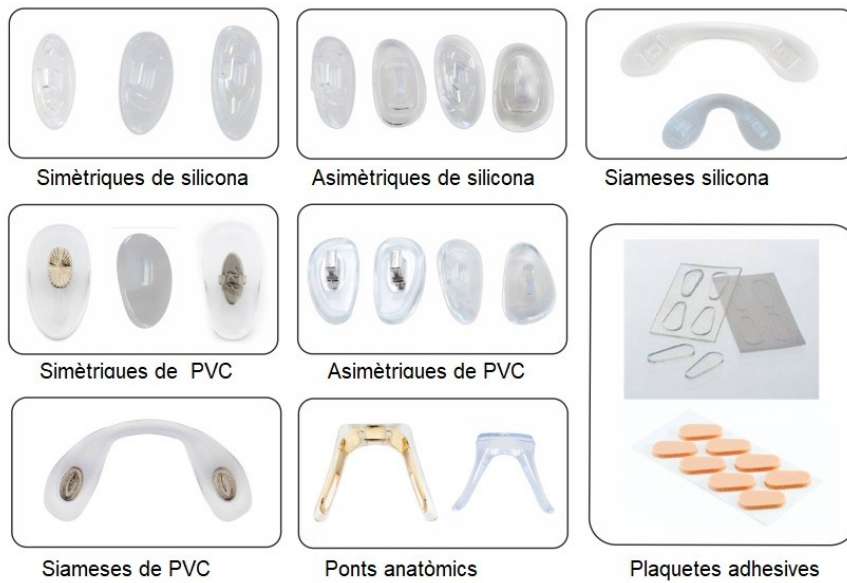 Simètriques de silicona
Asimètriques de silicona
Siameses silicona
Simètriques de PVC
Asimètriques de PVC
Siameses de PVC
Ponts anatòmics
Plaquetes adhesives